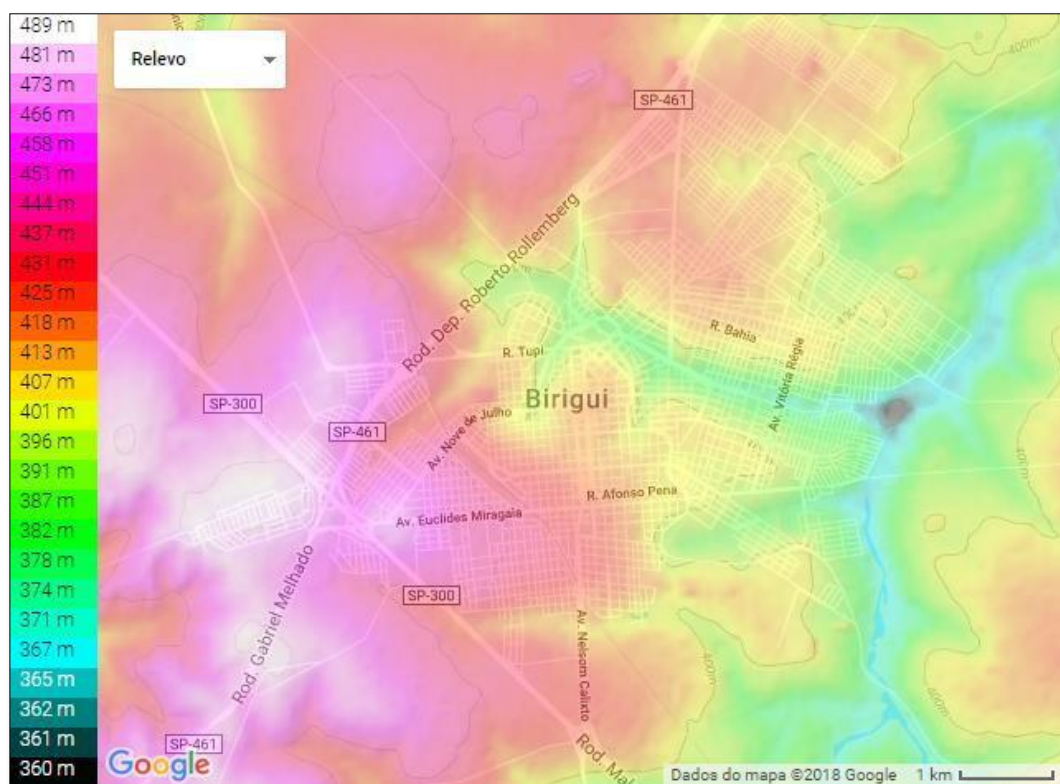 489 m
481 m
473 m
466 m
458 m
451 m
444 m
437 m
431 m
425 m
418 m
413 m
407 m
401 m
396 m
391 m
387 m
382 m
378 m
374 m
371 m
367 m
365 m
362 m
361 m
360 m
Relevo
400m
SP-461
Rod. Dep. Roberto Rollemberg
R. Bahia
R. Tupi
Av. Vitória Régia
Birigui
SP-300
SP-461
Av. Nove de Julho
R. Afonso Pena
400m
Av. Euclides Miragaia
Rod. Gabriel Melhado
SP-300
Av. Nelsom Calixto
400m
SP-461
Google
Dados do mapa ©2018 Google
1 km